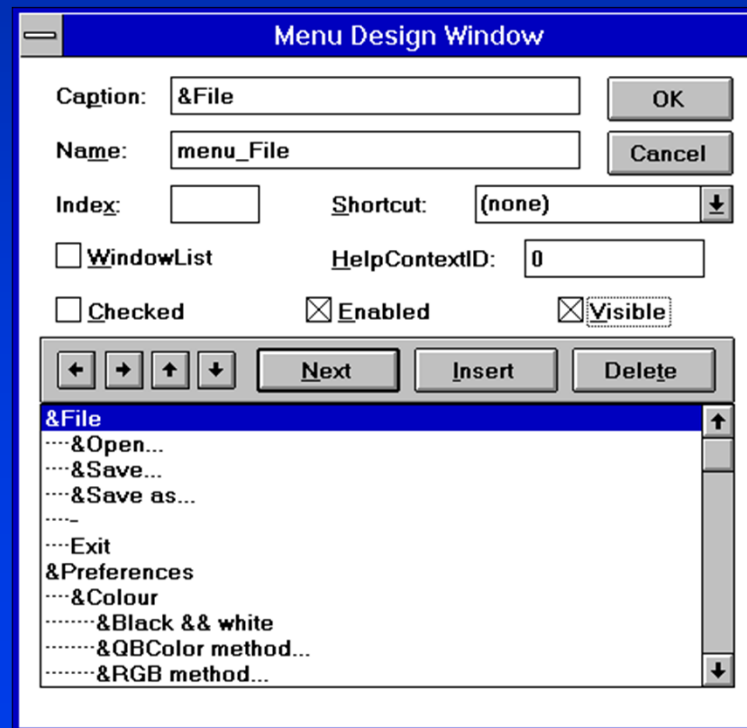 Menu Design Window
Caption: &File OK
Name: menu_File Cancel
Index: Shortcut: (none)
WindowList HelpContextID: 0
Checked Enabled Visible
Next Insert Delete
&File
----&Open...
----&Save...
----&Save as...
-----
----Exit
&Preferences
----&Colour
--------&Black && white
--------&QBColor method...
--------&RGB method...